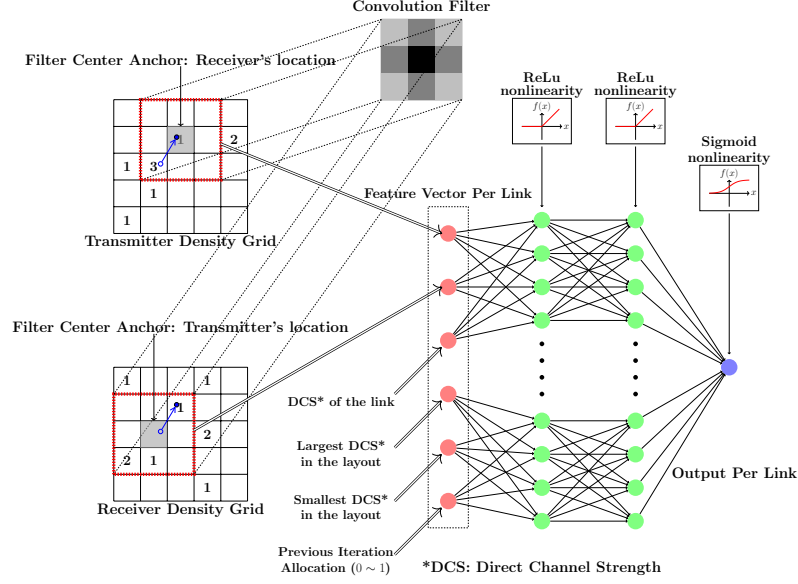 Convolution Filter
Filter Center Anchor: Receiver's location
1
2
1
3
1
1
Transmitter Density Grid
ReLu
nonlinearity
f(x)
x
ReLu
nonlinearity
f(x)
x
Sigmoid
nonlinearity
f(x)
x
Feature Vector Per Link
Filter Center Anchor: Transmitter's location
1
1
1
2
2
1
1
Receiver Density Grid
DCS* of the link
Largest DCS*
in the layout
Smallest DCS*
in the layout
Previous Iteration
Allocation (0 ∼ 1)
Output Per Link
*DCS: Direct Channel Strength